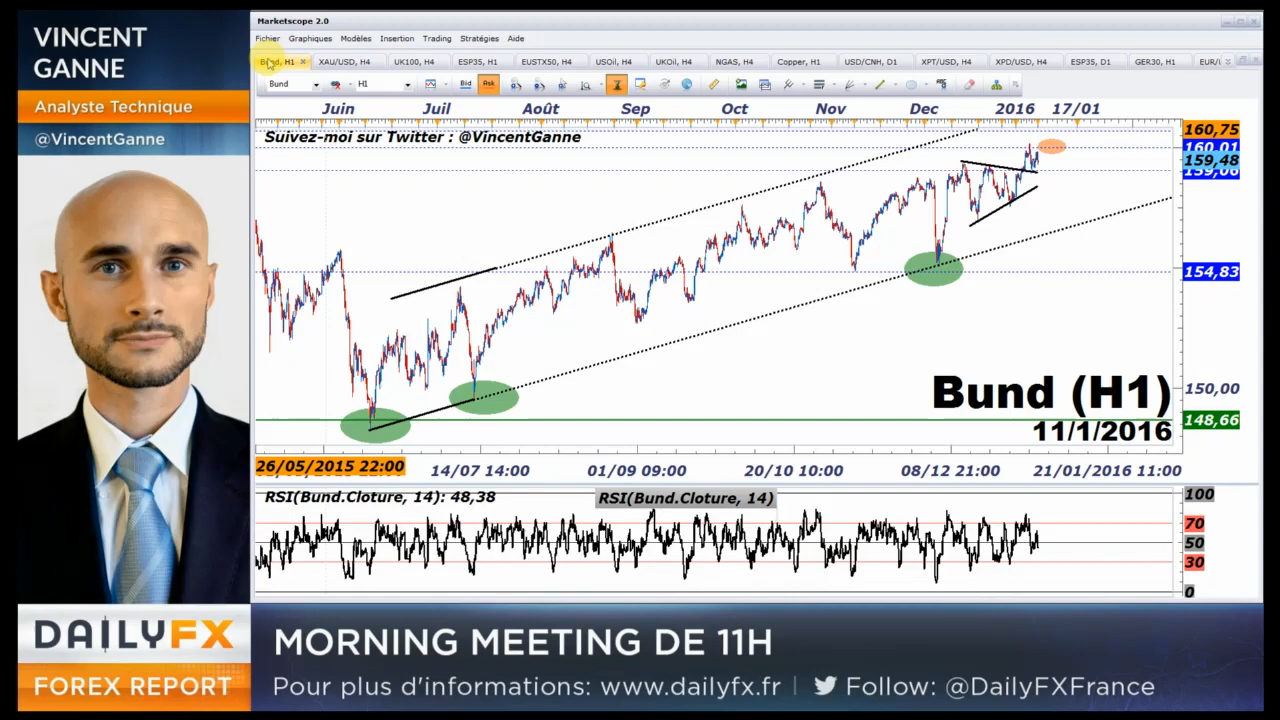 VINCENT
GANNE
Analyste Technique
@VincentGanne
Marketscope 2.0
Fichier Graphiques Modèles Insertion Trading Stratégies Aide
Bund, H1 XAU/USD, H4 UK100, H4 ESP35, H1 EUSTX50, H4 USOil, H4 UKOil, H4 NGAS, H4 Copper, H1 USD/CNH, D1 XPT/USD, H4 XPD/USD, H4 ESP35, D1 GER30, H1 EUR/
Bund H1 Bid Ask
Juin Juil Août Sep Oct Nov Dec 2016 17/01
Suivez-moi sur Twitter : @VincentGanne
160,75
160,01
159,48
159,06
154,83
150,00
148,66
Bund (H1)
11/1/2016
26/05/2015 22:00 14/07 14:00 01/09 09:00 20/10 10:00 08/12 21:00 21/01/2016 11:00
RSI(Bund.Cloture, 14): 48,38 RSI(Bund.Cloture, 14)
100
70
50
30
0
DAILYFX
FOREX REPORT
MORNING MEETING DE 11H
Pour plus d'informations: www.dailyfx.fr | Follow: @DailyFXFrance